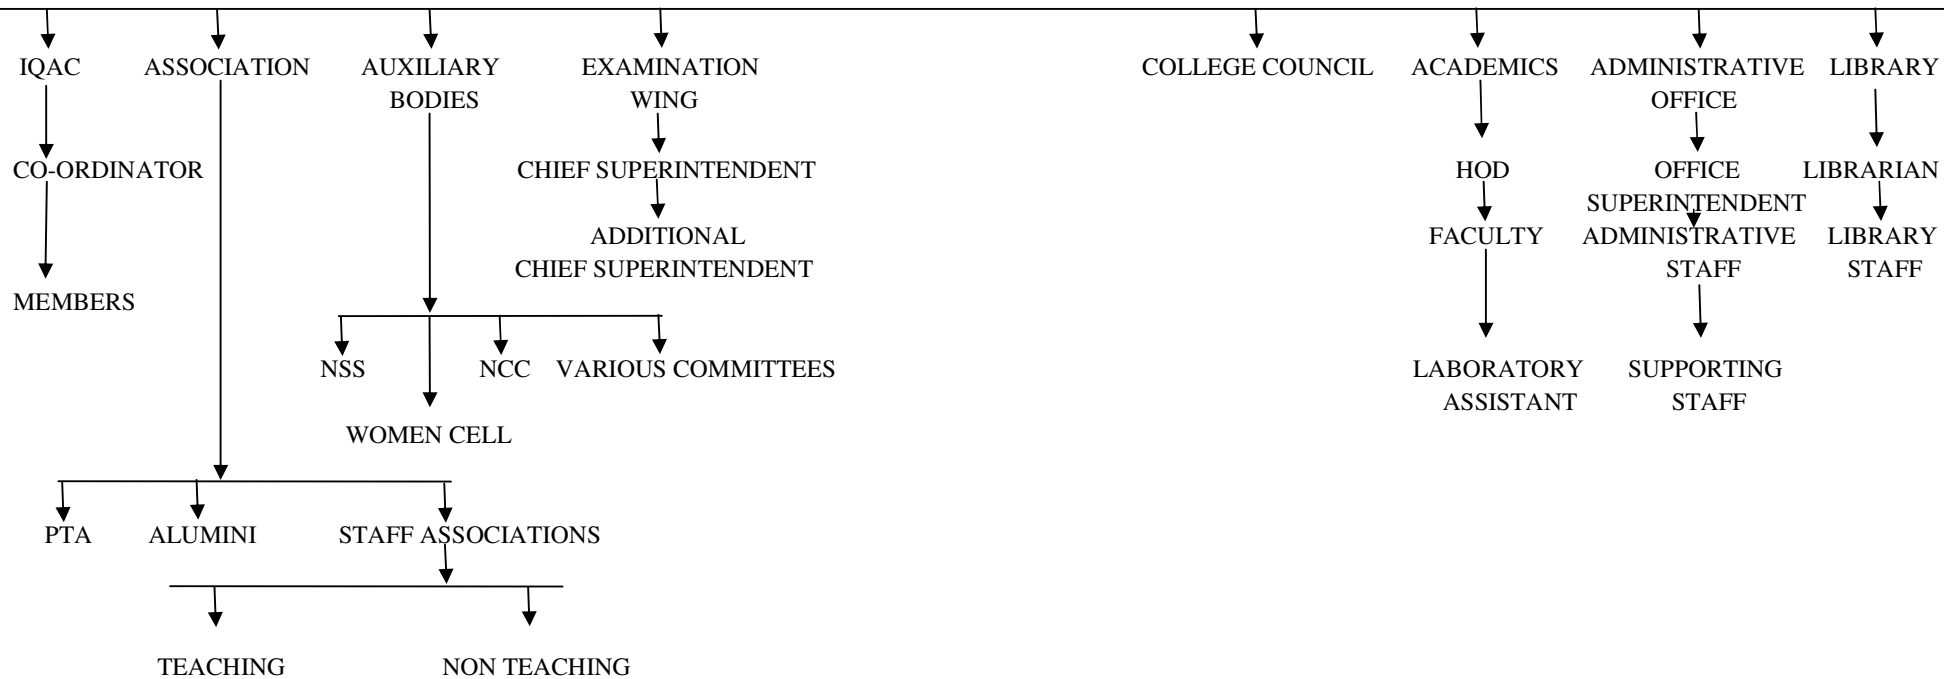 IQAC
ASSOCIATION
AUXILIARY
BODIES
EXAMINATION
WING
COLLEGE COUNCIL
ACADEMICS
ADMINISTRATIVE
OFFICE
LIBRARY
CO-ORDINATOR
CHIEF SUPERINTENDENT
HOD
OFFICE
SUPERINTENDENT
LIBRARIAN
ADDITIONAL
CHIEF SUPERINTENDENT
FACULTY
ADMINISTRATIVE
STAFF
LIBRARY
STAFF
MEMBERS
NSS
NCC
VARIOUS COMMITTEES
LABORATORY
ASSISTANT
SUPPORTING
STAFF
WOMEN CELL
PTA
ALUMINI
STAFF ASSOCIATIONS
TEACHING
NON TEACHING